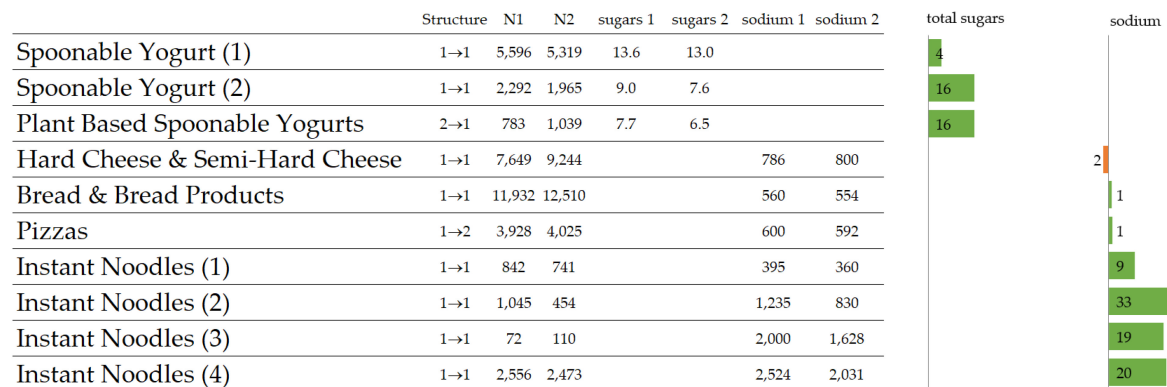 Structure N1 N2 sugars 1 sugars 2 sodium 1 sodium 2 total sugars sodium
Spoonable Yogurt (1) 1→1 5,596 5,319 13.6 13.0 4
Spoonable Yogurt (2) 1→1 2,292 1,965 9.0 7.6 16
Plant Based Spoonable Yogurts 2→1 783 1,039 7.7 6.5 16
Hard Cheese & Semi-Hard Cheese 1→1 7,649 9,244 786 800 2
Bread & Bread Products 1→1 11,932 12,510 560 554 1
Pizzas 1→2 3,928 4,025 600 592 1
Instant Noodles (1) 1→1 842 741 395 360 9
Instant Noodles (2) 1→1 1,045 454 1,235 830 33
Instant Noodles (3) 1→1 72 110 2,000 1,628 19
Instant Noodles (4) 1→1 2,556 2,473 2,524 2,031 20